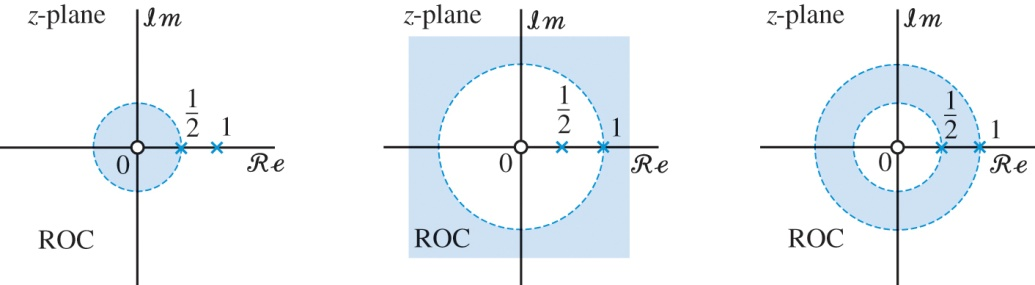 z-plane
ℐm
1/2
1
0
ℛe
ROC
z-plane
ℐm
1/2
1
0
ℛe
ROC
z-plane
ℐm
1/2
1
0
ℛe
ROC